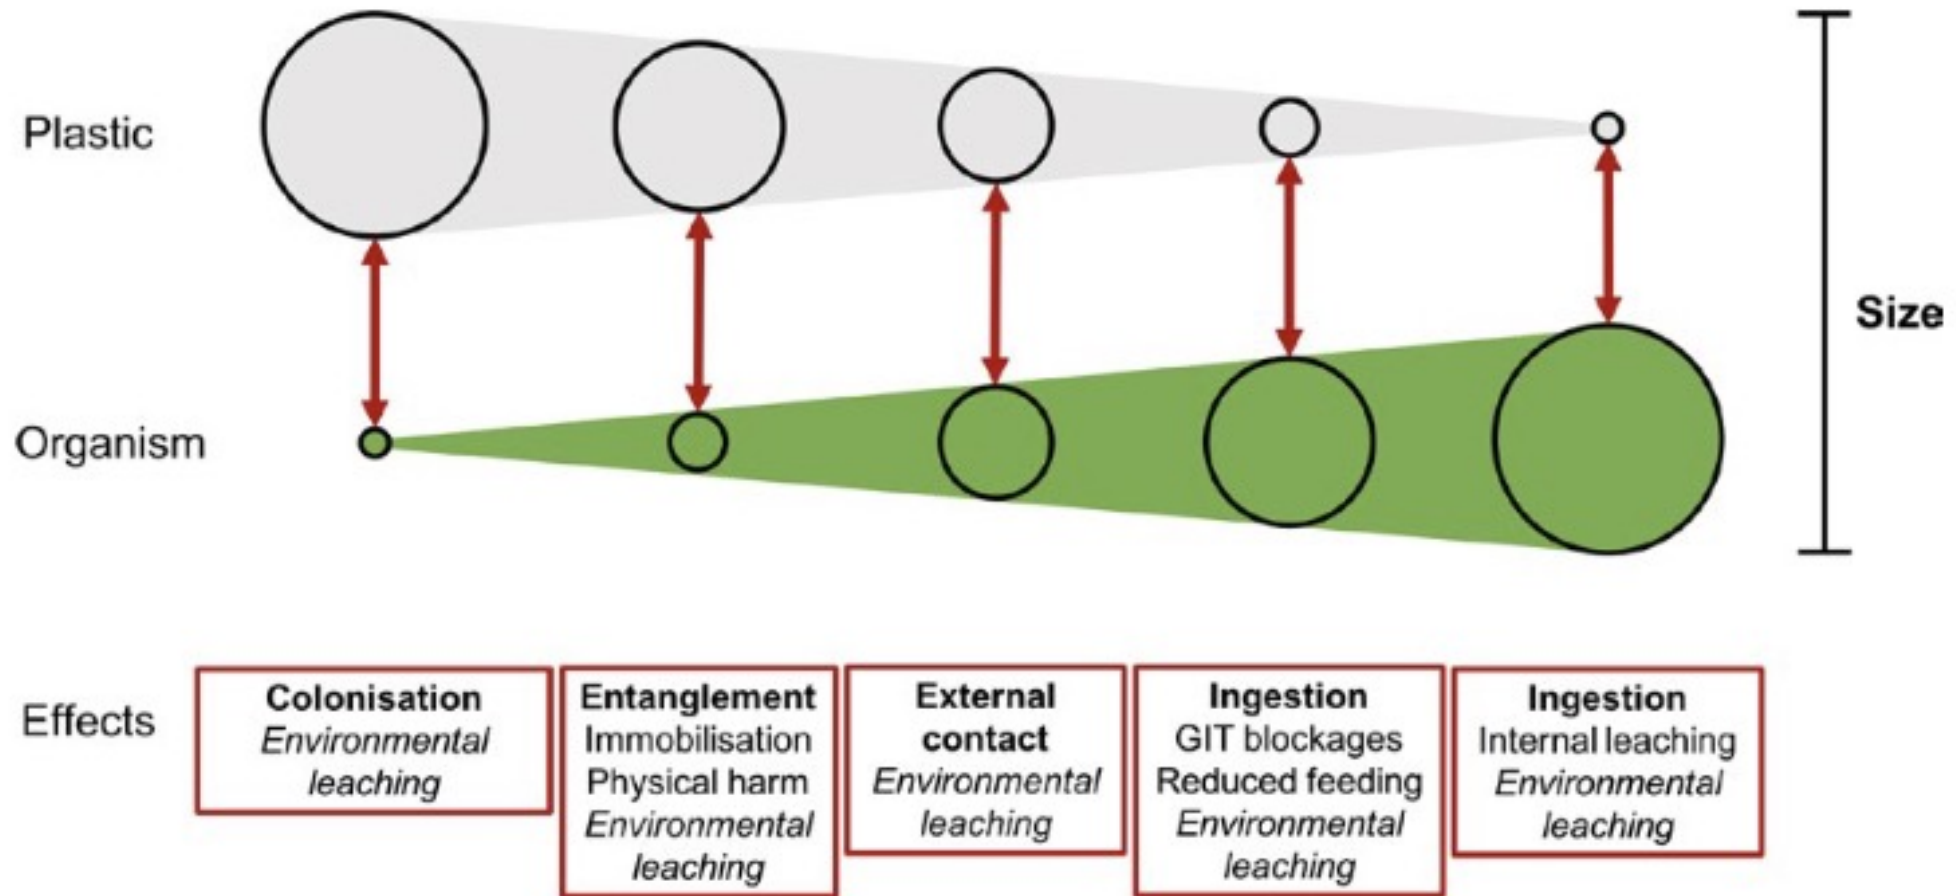 Plastic
Size
Organism
Effects
Colonisation
Environmental
leaching
Entanglement
Immobilisation
Physical harm
Environmental
leaching
External
contact
Environmental
leaching
Ingestion
GIT blockages
Reduced feeding
Environmental
leaching
Ingestion
Internal leaching
Environmental
leaching